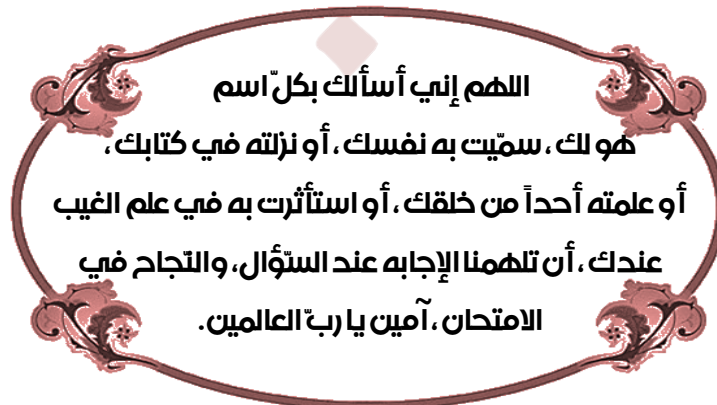 اللهم إني أسألك بكلّ اسم
هو لك ، سمّيت به نفسك ، أو نزلته في كتابك ،
أو علمته أحداً من خلقك ، أو استأثرت به في علم الغيب
عندك ، أن تلهمنا الإجابه عند السّؤال، والنّجاح في
الامتحان ، آمين يا ربّ العالمين.